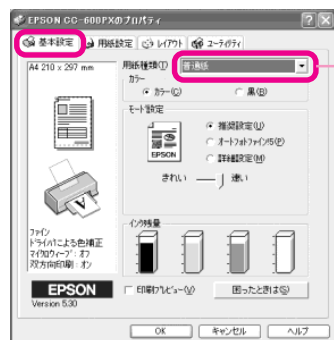 EPSON CC-600PXのプロパティ
基本設定 用紙設定 レイアウト ユーティリティ
A4 210 x 297 mm
用紙種類(T) 普通紙
カラー
カラー(C) 黒(B)
モード設定
推奨設定(U)
オートフォトファイン!5(P)
詳細設定(M)
EPSON
きれい 速い
ファイン
ドライバによる色補正
マイクロウィーブ : オフ
双方向印刷 : オン
インク残量
EPSON
Version 5.30
印刷プレビュー(V) 困ったときは(S)
OK キャンセル ヘルプ